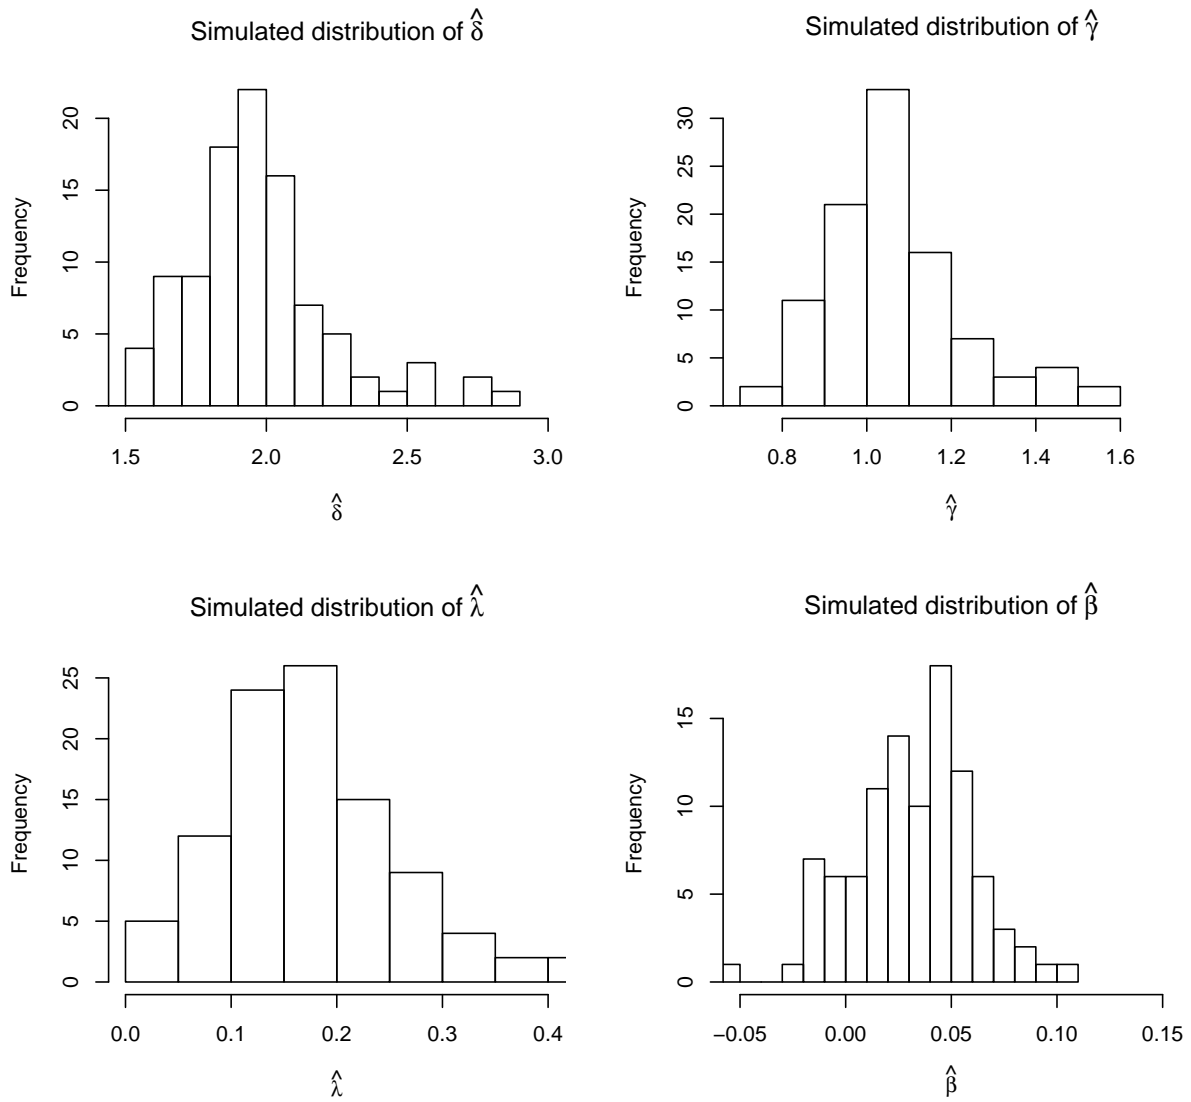 Simulated distribution of δ̂
Frequency
0 5 10 15 20
1.5 2.0 2.5 3.0
δ̂
Simulated distribution of γ̂
Frequency
0 5 10 15 20 25 30
0.8 1.0 1.2 1.4 1.6
γ̂
Simulated distribution of λ̂
Frequency
0 5 10 15 20 25
0.0 0.1 0.2 0.3 0.4
λ̂
Simulated distribution of β̂
Frequency
0 5 10 15
−0.05 0.00 0.05 0.10 0.15
β̂